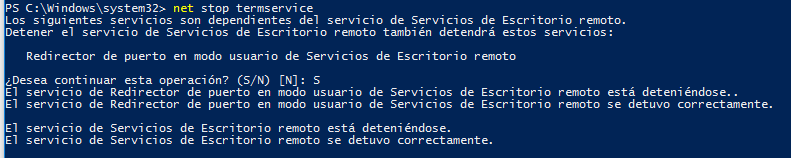 PS C:\Windows\system32> net stop termservice
Los siguientes servicios son dependientes del servicio de Servicios de Escritorio remoto.
Detener el servicio de Servicios de Escritorio remoto también detendrá estos servicios:
Redirector de puerto en modo usuario de Servicios de Escritorio remoto
¿Desea continuar esta operación? (S/N) [N]: S
El servicio de Redirector de puerto en modo usuario de Servicios de Escritorio remoto está deteniéndose..
El servicio de Redirector de puerto en modo usuario de Servicios de Escritorio remoto se detuvo correctamente.
El servicio de Servicios de Escritorio remoto está deteniéndose.
El servicio de Servicios de Escritorio remoto se detuvo correctamente.